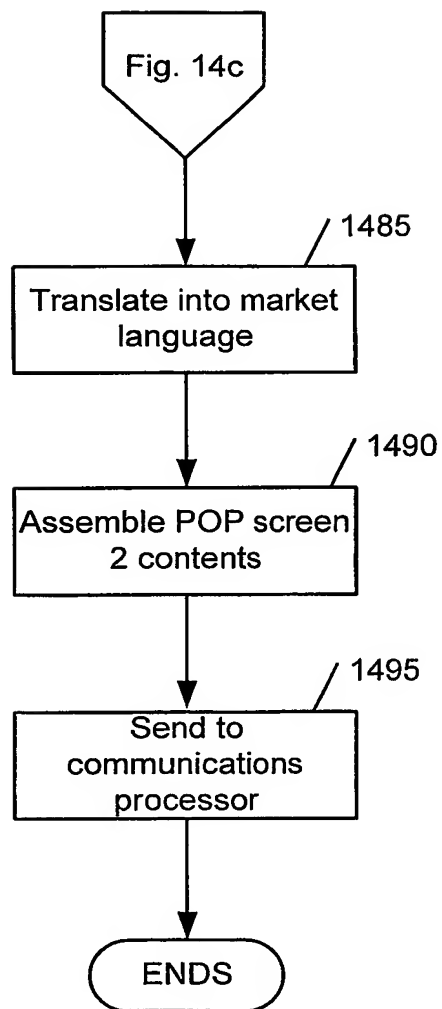 Fig. 14c
1485
Translate into market
language
1490
Assemble POP screen
2 contents
1495
Send to
communications
processor
ENDS